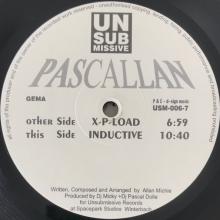 UN
SUB
MISSIVE
PASCALLAN
GEMA
P & C - d-sign music
USM-006-7
other Side X-P-LOAD 6:59
This Side INDUCTIVE 10:40
Written, Composed and Arranged by Allan Michie
Produced by Dj Micky +Dj Pascal Dolle
for Unsubmissive Records
at Spacepark Studios Winterbach